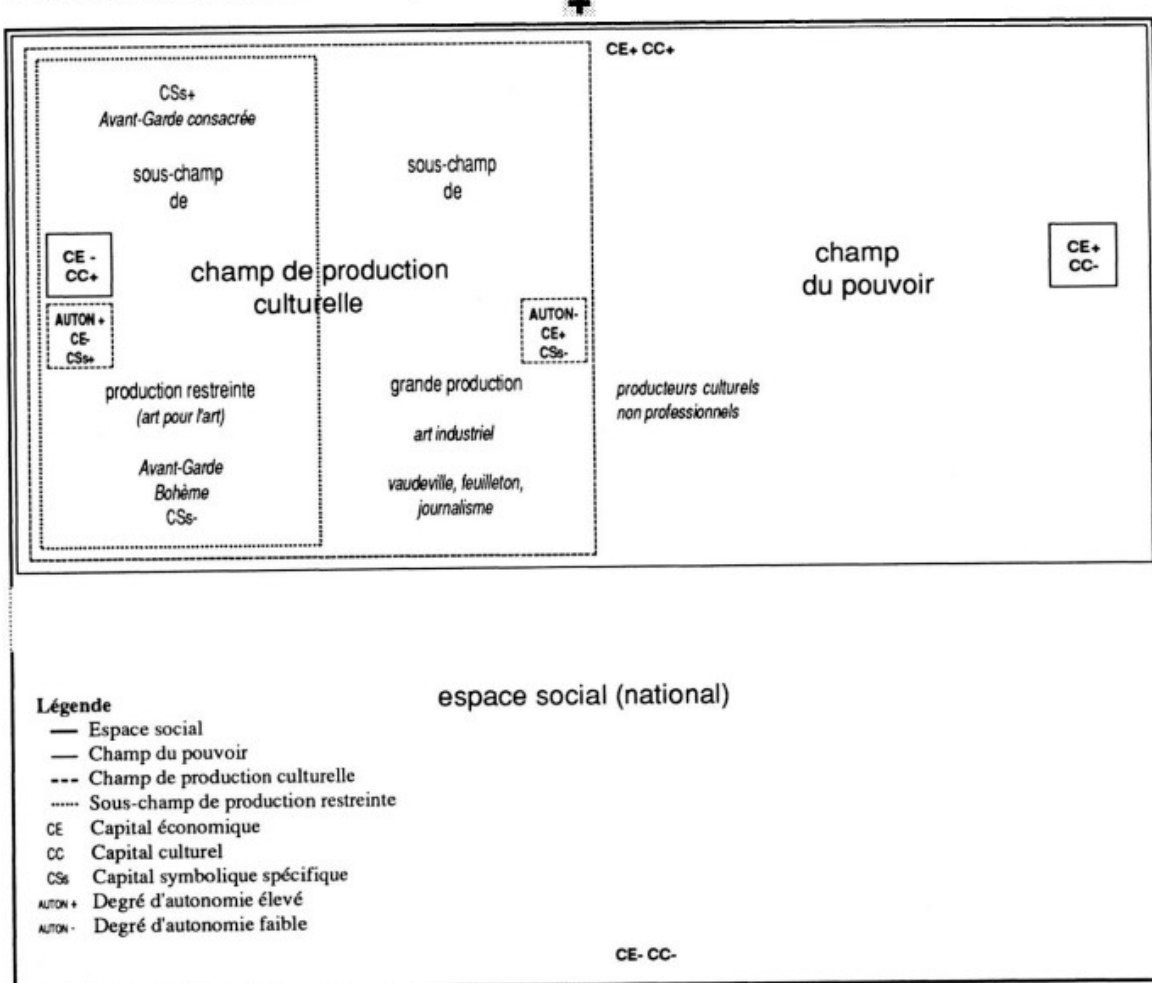 +
CE+ CC+
CSs+
Avant-Garde consacrée
sous-champ
de
sous-champ
de
CE -
CC+
champ de production
culturelle
champ
du pouvoir
CE+
CC-
AUTON +
CE-
CSs+
AUTON-
CE+
CSs-
production restreinte
(art pour l'art)
grande production
producteurs culturels
non professionnels
art industriel
Avant-Garde
Bohème
CSs-
vaudeville, feuilleton,
journalisme
espace social (national)
Légende
Espace social
Champ du pouvoir
Champ de production culturelle
Sous-champ de production restreinte
CE Capital économique
CC Capital culturel
CSs Capital symbolique spécifique
AUTON + Degré d'autonomie élevé
AUTON - Degré d'autonomie faible
CE- CC-